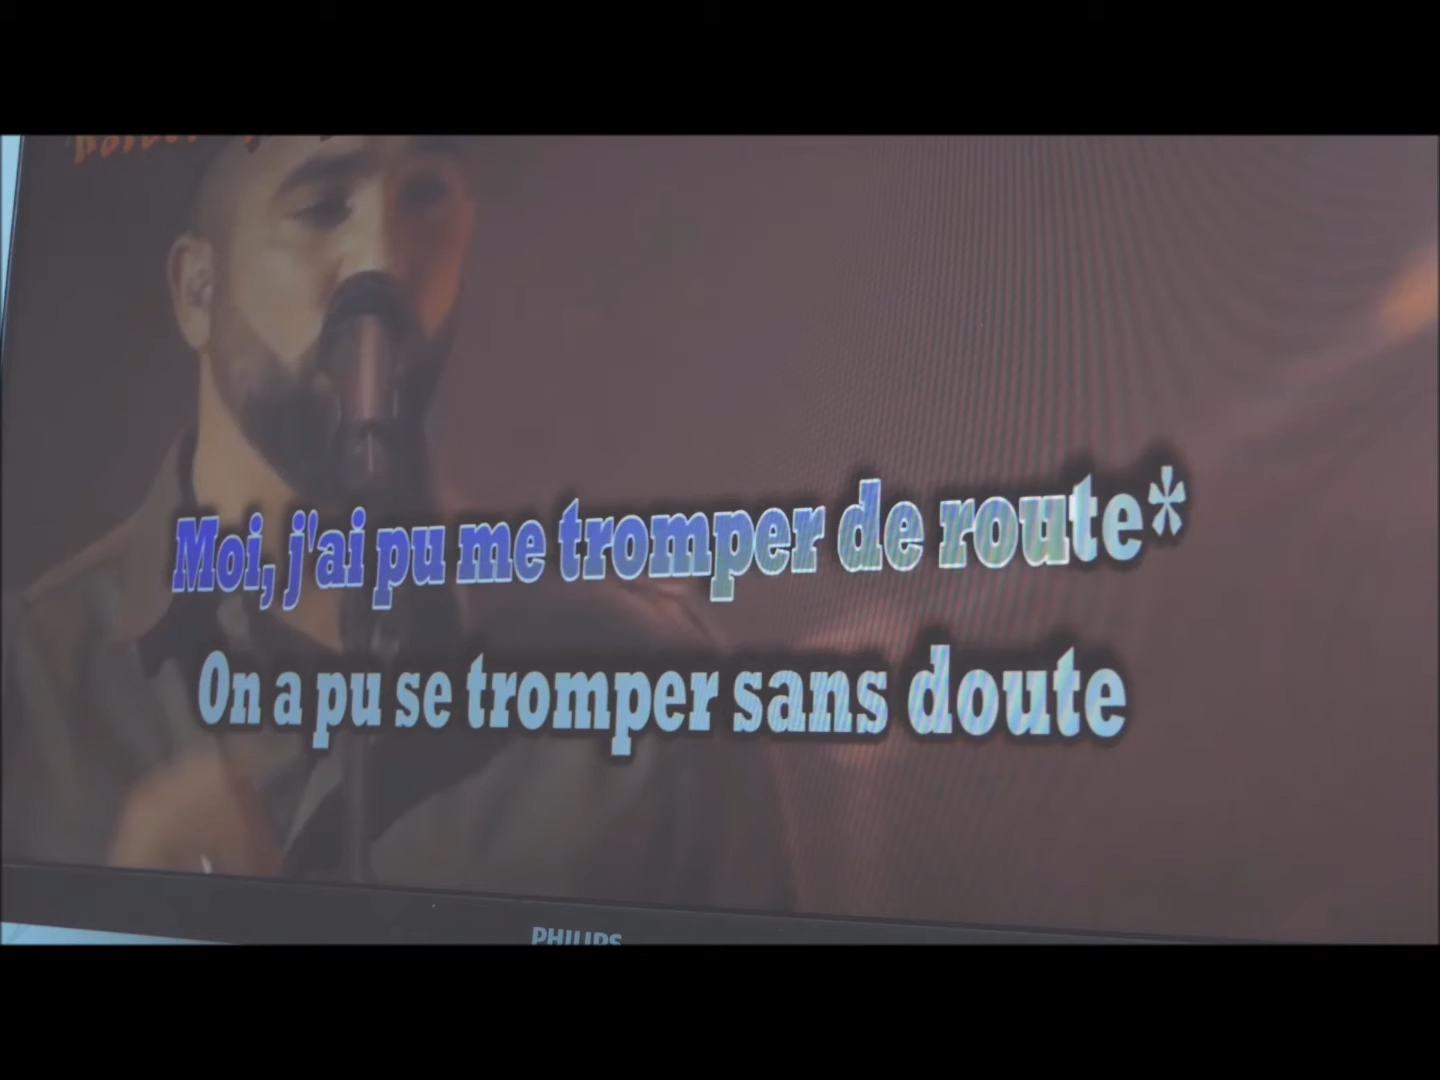 Moi, j'ai pu me tromper de route*
On a pu se tromper sans doute
PHILIPS